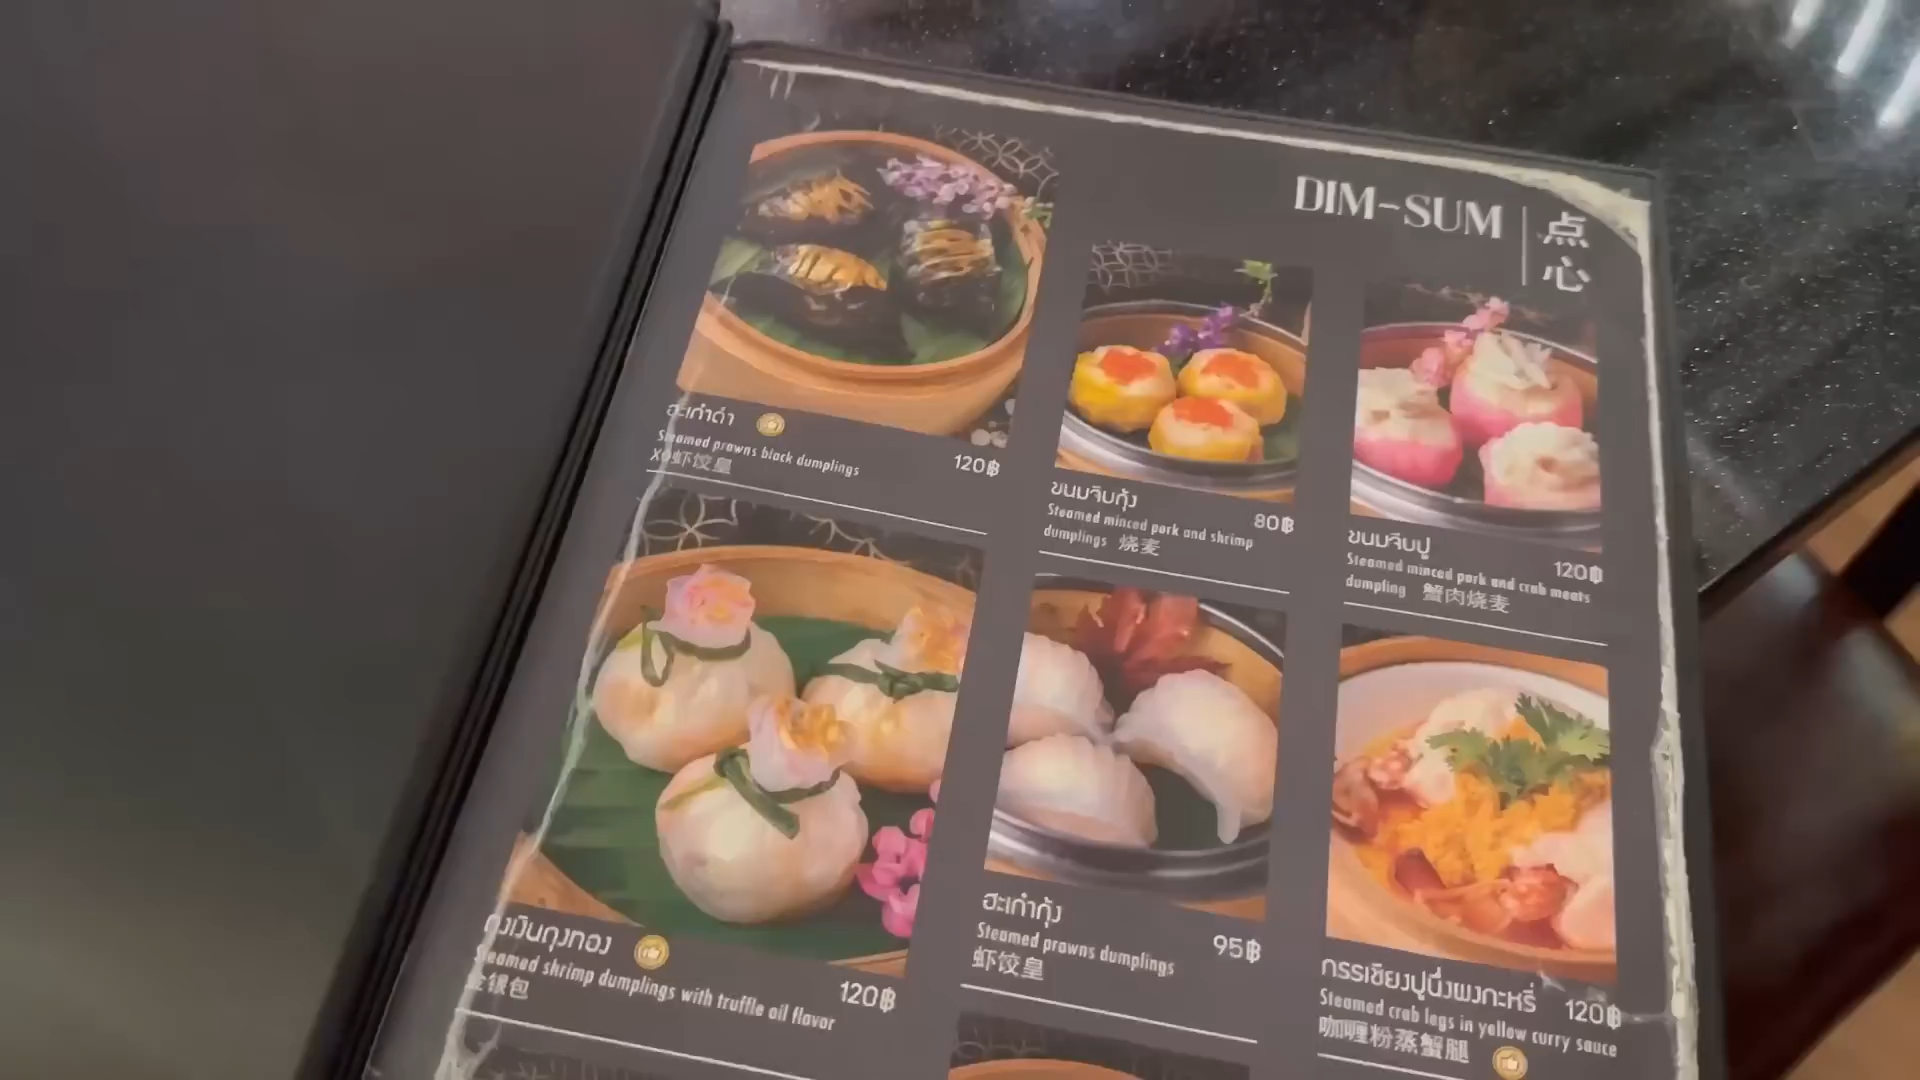 DIM-SUM
点
心
ฮะเก๋าดำ
Steamed prawns black dumplings
XO虾饺皇
120฿
ขนมจีบกุ้ง
Steamed minced pork and shrimp
dumplings 烧麦
80฿
ขนมจีบปู
Steamed minced pork and crab meats
dumpling 蟹肉烧麦
120฿
ถุงเงินถุงทอง
Steamed shrimp dumplings with truffle oil flavor
金银包
120฿
ฮะเก๋ากุ้ง
Steamed prawns dumplings
虾饺皇
95฿
กรรเชียงปูนึ่งผงกะหรี่
Steamed crab legs in yellow curry sauce
咖喱粉蒸蟹腿
120฿